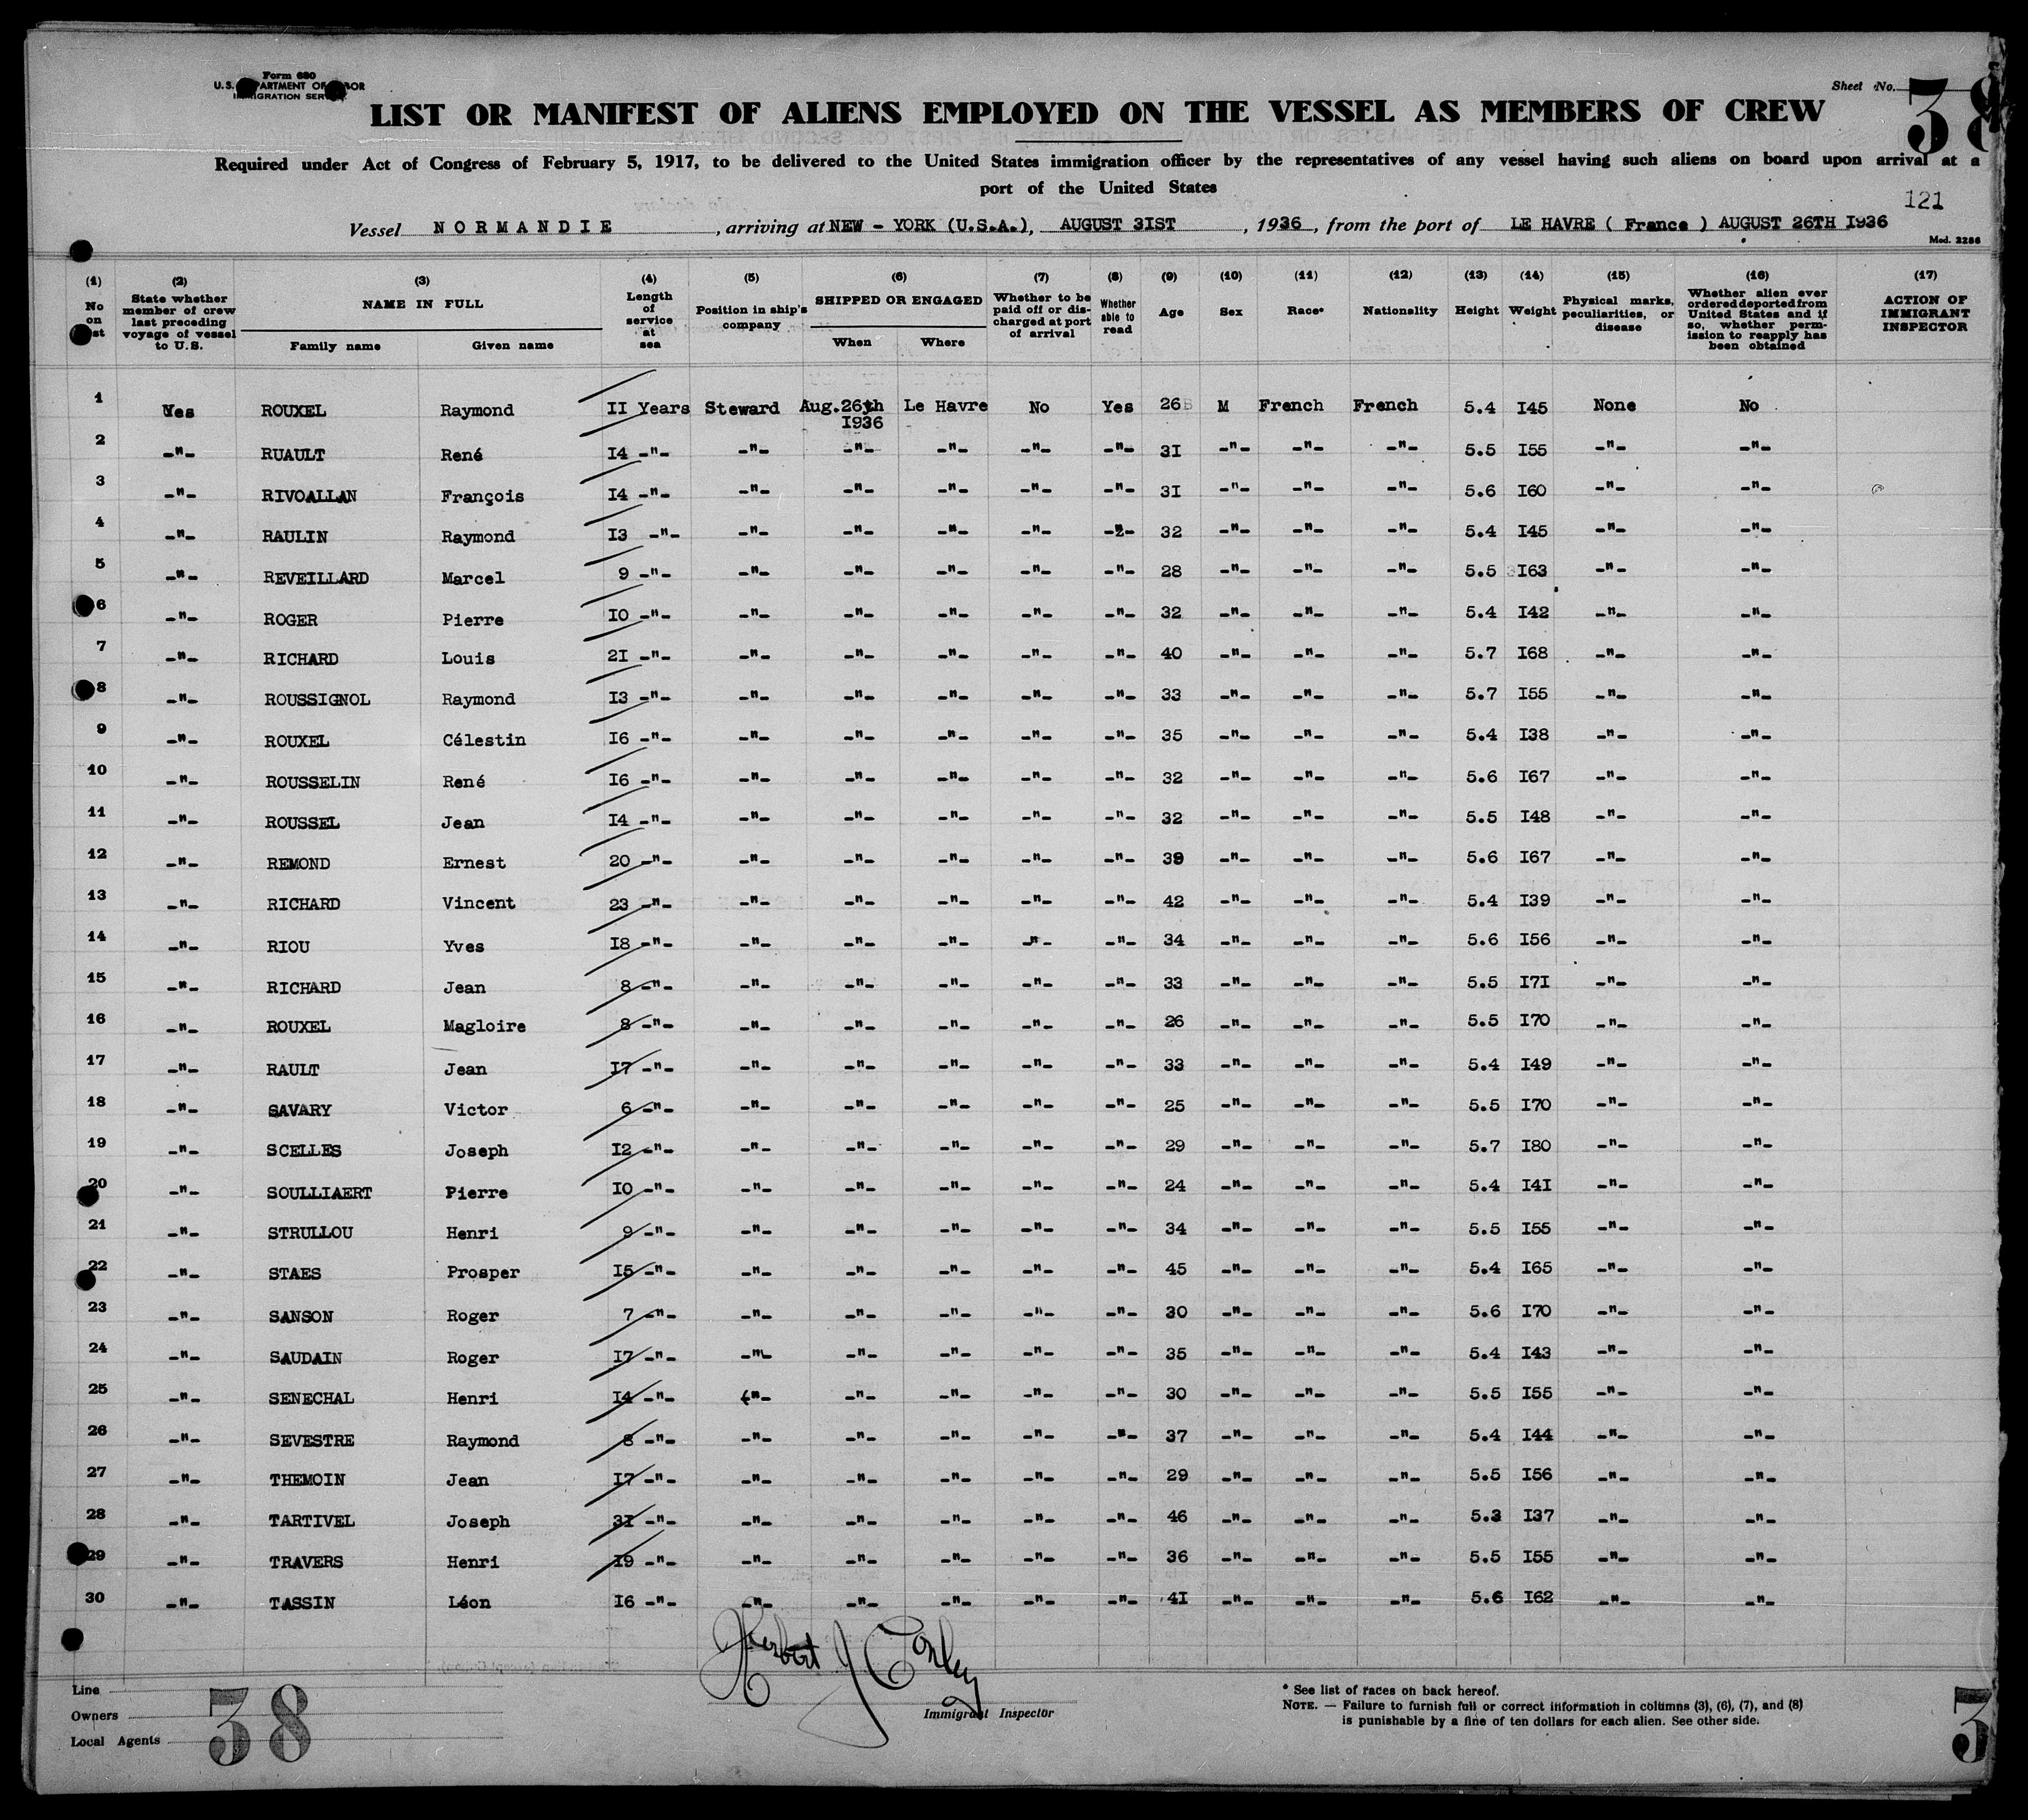 Form 680
U.S. DEPARTMENT OF LABOR
IMMIGRATION SERVICE
Sheet No. 38
LIST OR MANIFEST OF ALIENS EMPLOYED ON THE VESSEL AS MEMBERS OF CREW
Required under Act of Congress of February 5, 1917, to be delivered to the United States immigration officer by the representatives of any vessel having such aliens on board upon arrival at a
port of the United States
121
Vessel NORMANDIE, arriving at NEW - YORK (U.S.A.), AUGUST 3IST, 1936, from the port of LE HAVRE ( France ) AUGUST 26TH I936
Mod. 2286
(1) (2) (3) (4) (5) (6) (7) (8) (9) (10) (11) (12) (13) (14) (15) (16) (17)
No on List
State whether member of crew last preceding voyage of vessel to U.S.
NAME IN FULL
Family name Given name
Length of service at sea
Position in ship's company
SHIPPED OR ENGAGED
When Where
Whether to be paid off or discharged at port of arrival
Whether able to read
Age Sex Race* Nationality Height Weight
Physical marks, peculiarities, or disease
Whether alien ever ordered deported from United States and if so, whether permission to reapply has been obtained
ACTION OF IMMIGRANT INSPECTOR
1 Yes ROUXEL Raymond II Years Steward Aug.26th I936 Le Havre No Yes 26 M French French 5.4 I45 None No
2 -"- RUAULT René I4 -"- -"- -"- -"- -"- -"- 3I -"- -"- -"- 5.5 I55 -"- -"-
3 -"- RIVOALLAN François I4 -"- -"- -"- -"- -"- -"- 3I -"- -"- -"- 5.6 I60 -"- -"-
4 -"- RAULIN Raymond I3 -"- -"- -"- -"- -"- -"- 32 -"- -"- -"- 5.4 I45 -"- -"-
5 -"- REVEILLARD Marcel 9 -"- -"- -"- -"- -"- -"- 28 -"- -"- -"- 5.5 I63 -"- -"-
6 -"- ROGER Pierre I0 -"- -"- -"- -"- -"- -"- 32 -"- -"- -"- 5.4 I42 -"- -"-
7 -"- RICHARD Louis 2I -"- -"- -"- -"- -"- -"- 40 -"- -"- -"- 5.7 I68 -"- -"-
8 -"- ROUSSIGNOL Raymond I3 -"- -"- -"- -"- -"- -"- 33 -"- -"- -"- 5.7 I55 -"- -"-
9 -"- ROUXEL Célestin I6 -"- -"- -"- -"- -"- -"- 35 -"- -"- -"- 5.4 I38 -"- -"-
10 -"- ROUSSELIN René I6 -"- -"- -"- -"- -"- -"- 32 -"- -"- -"- 5.6 I67 -"- -"-
11 -"- ROUSSEL Jean I4 -"- -"- -"- -"- -"- -"- 32 -"- -"- -"- 5.5 I48 -"- -"-
12 -"- REMOND Ernest 20 -"- -"- -"- -"- -"- -"- 39 -"- -"- -"- 5.6 I67 -"- -"-
13 -"- RICHARD Vincent 23 -"- -"- -"- -"- -"- -"- 42 -"- -"- -"- 5.4 I39 -"- -"-
14 -"- RIOU Yves I8 -"- -"- -"- -"- -"- -"- 34 -"- -"- -"- 5.6 I56 -"- -"-
15 -"- RICHARD Jean 8 -"- -"- -"- -"- -"- -"- 33 -"- -"- -"- 5.5 I7I -"- -"-
16 -"- ROUXEL Magloire 8 -"- -"- -"- -"- -"- -"- 26 -"- -"- -"- 5.5 I70 -"- -"-
17 -"- RAULT Jean I7 -"- -"- -"- -"- -"- -"- 33 -"- -"- -"- 5.4 I49 -"- -"-
18 -"- SAVARY Victor 6 -"- -"- -"- -"- -"- -"- 25 -"- -"- -"- 5.5 I70 -"- -"-
19 -"- SCELLES Joseph I2 -"- -"- -"- -"- -"- -"- 29 -"- -"- -"- 5.7 I80 -"- -"-
20 -"- SOULLIAERT Pierre I0 -"- -"- -"- -"- -"- -"- 24 -"- -"- -"- 5.4 I4I -"- -"-
21 -"- STRULLOU Henri 9 -"- -"- -"- -"- -"- -"- 34 -"- -"- -"- 5.5 I55 -"- -"-
22 -"- STAES Prosper I5 -"- -"- -"- -"- -"- -"- 45 -"- -"- -"- 5.4 I65 -"- -"-
23 -"- SANSON Roger 7 -"- -"- -"- -"- -"- -"- 30 -"- -"- -"- 5.6 I70 -"- -"-
24 -"- SAUDAIN Roger I7 -"- -"- -"- -"- -"- -"- 35 -"- -"- -"- 5.4 I43 -"- -"-
25 -"- SENECHAL Henri I4 -"- -"- -"- -"- -"- -"- 30 -"- -"- -"- 5.5 I55 -"- -"-
26 -"- SEVESTRE Raymond 8 -"- -"- -"- -"- -"- -"- 37 -"- -"- -"- 5.4 I44 -"- -"-
27 -"- THEMOIN Jean I7 -"- -"- -"- -"- -"- -"- 29 -"- -"- -"- 5.5 I56 -"- -"-
28 -"- TARTIVEL Joseph 3I -"- -"- -"- -"- -"- -"- 46 -"- -"- -"- 5.3 I37 -"- -"-
29 -"- TRAVERS Henri I9 -"- -"- -"- -"- -"- -"- 36 -"- -"- -"- 5.5 I55 -"- -"-
30 -"- TASSIN Léon I6 -"- -"- -"- -"- -"- -"- 4I -"- -"- -"- 5.6 I62 -"- -"-
Herbert J Conley
Immigrant Inspector
Line
Owners
Local Agents
38
* See list of races on back hereof.
NOTE. — Failure to furnish full or correct information in columns (3), (6), (7), and (8)
is punishable by a fine of ten dollars for each alien. See other side.
3